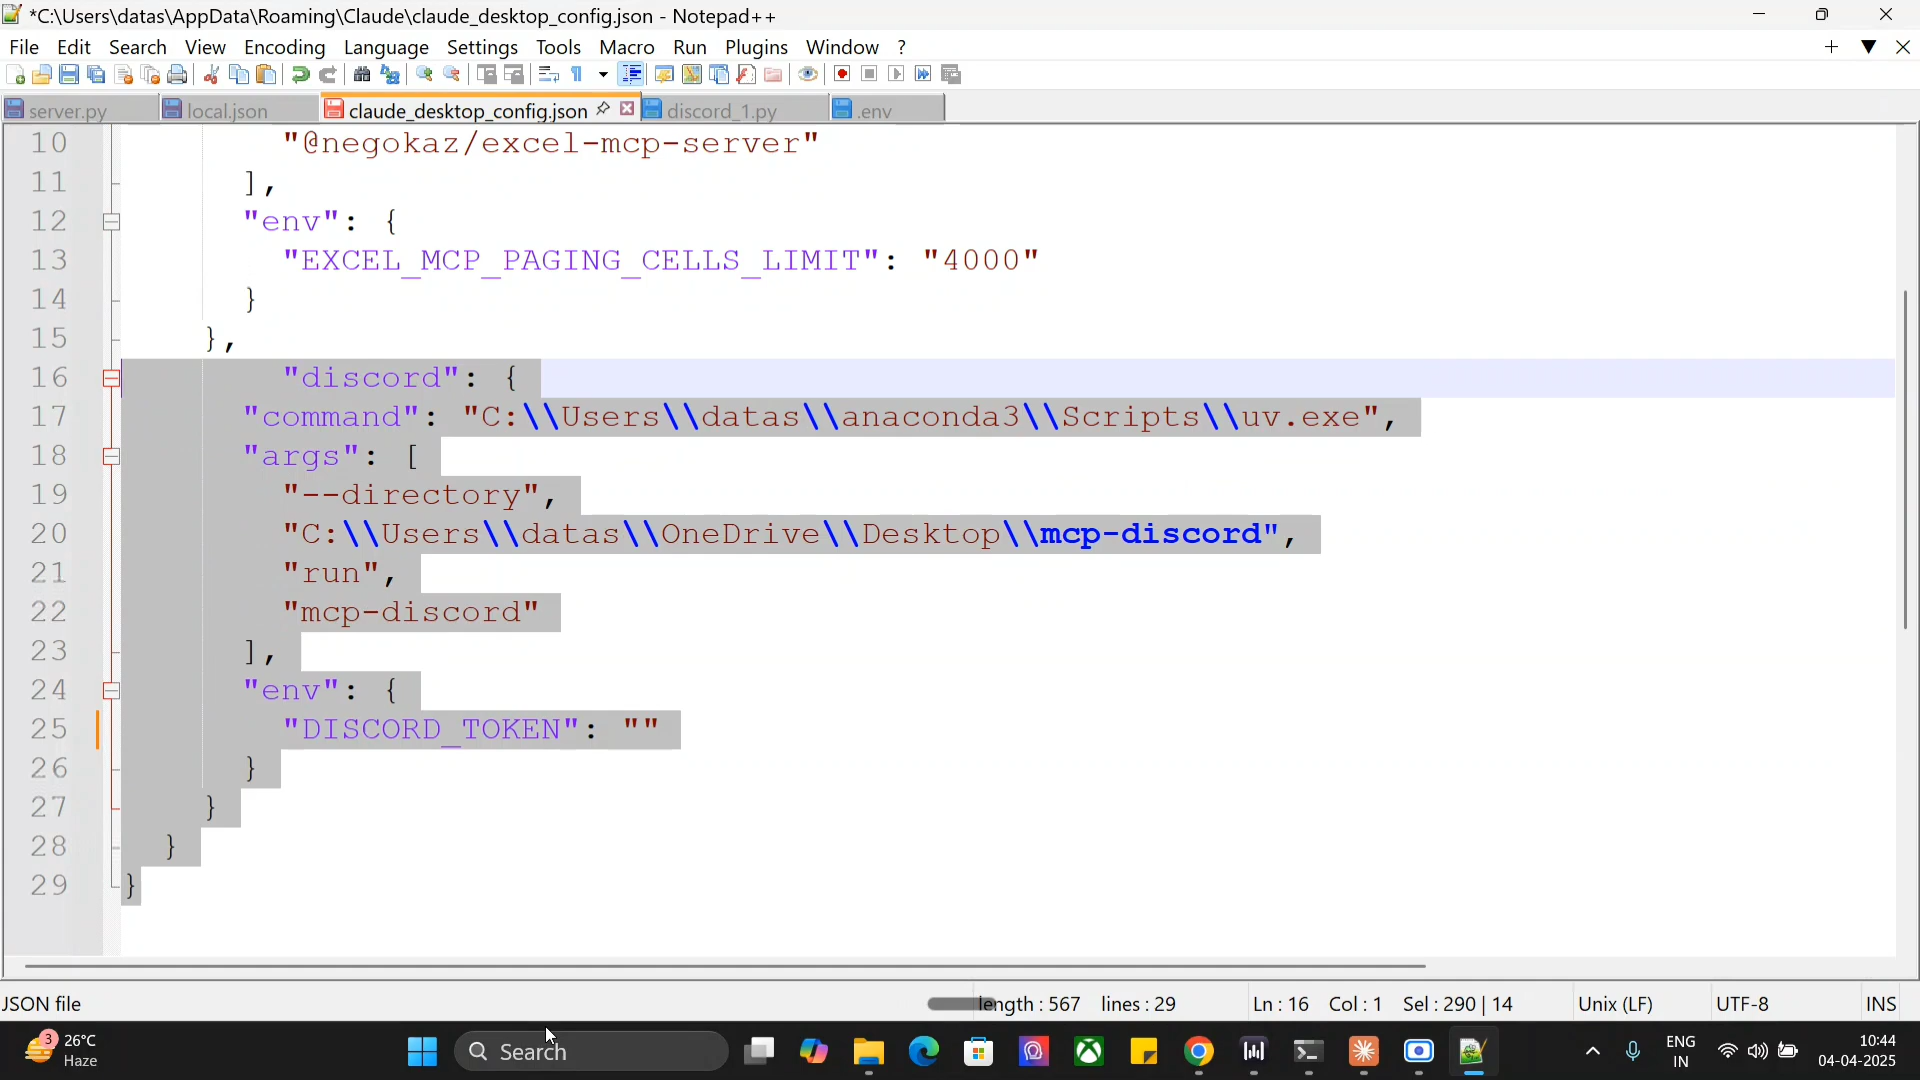 *C:\Users\datas\AppData\Roaming\Claude\claude_desktop_config.json - Notepad++
File Edit Search View Encoding Language Settings Tools Macro Run Plugins Window ?
server.py local.json claude_desktop_config.json discord_1.py .env
10 "@negokaz/excel-mcp-server"
11 ],
12 "env": {
13 "EXCEL_MCP_PAGING_CELLS_LIMIT": "4000"
14 }
15 },
16 "discord": {
17 "command": "C:\\Users\\datas\\anaconda3\\Scripts\\uv.exe",
18 "args": [
19 "--directory",
20 "C:\\Users\\datas\\OneDrive\\Desktop\\mcp-discord",
21 "run",
22 "mcp-discord"
23 ],
24 "env": {
25 "DISCORD_TOKEN": ""
26 }
27 }
28 }
29 }
JSON file length : 567 lines : 29 Ln : 16 Col : 1 Sel : 290 | 14 Unix (LF) UTF-8 INS
3 26°C
Haze
Search
ENG
IN
10:44
04-04-2025